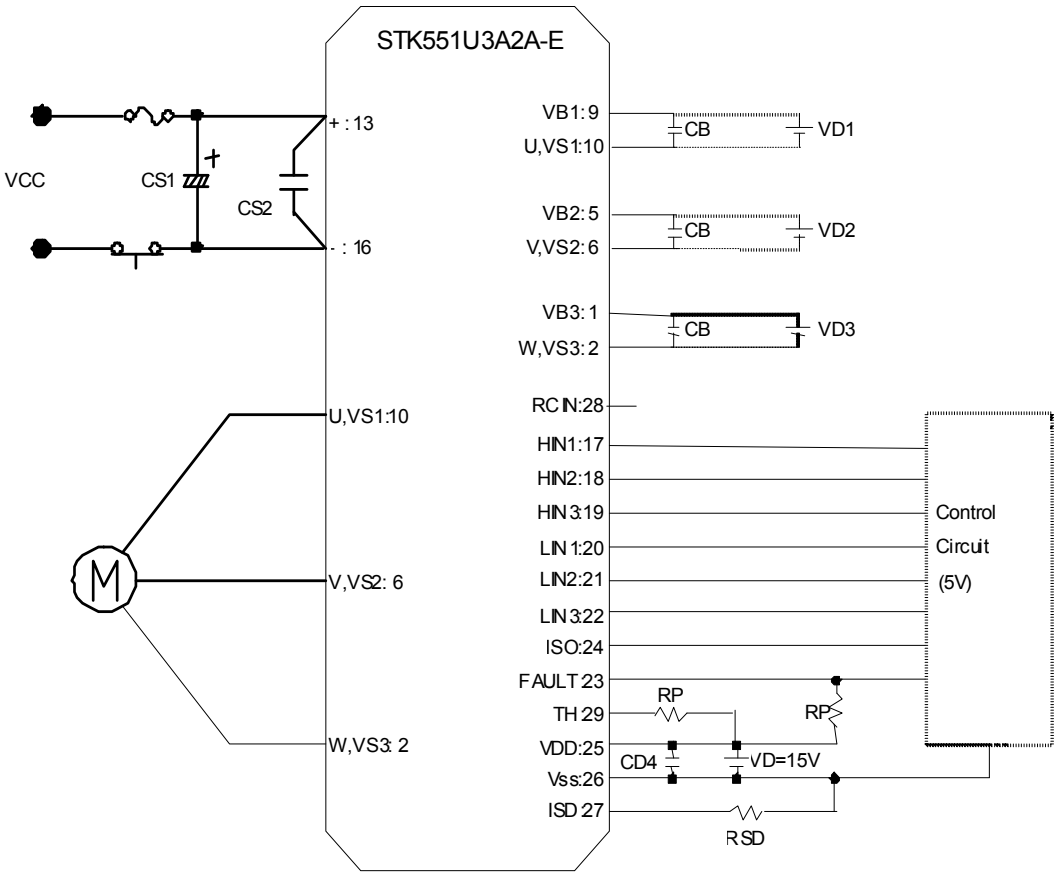 STK551U3A2A-E
VCC
CS1
+
CS2
+ : 13
- : 16
U,VS1:10
V,VS2: 6
W,VS3: 2
M
VB1: 9
U,VS1:10
CB
VD1
VB2: 5
V,VS2: 6
CB
VD2
VB3: 1
W,VS3: 2
CB
VD3
RCIN:28
HIN1:17
HIN2:18
HIN3:19
LIN1:20
LIN2:21
LIN3:22
ISO:24
FAULT 23
TH 29
VDD:25
Vss:26
ISD 27
RP
RP
CD4
VD=15V
RSD
Control
Circuit
(5V)